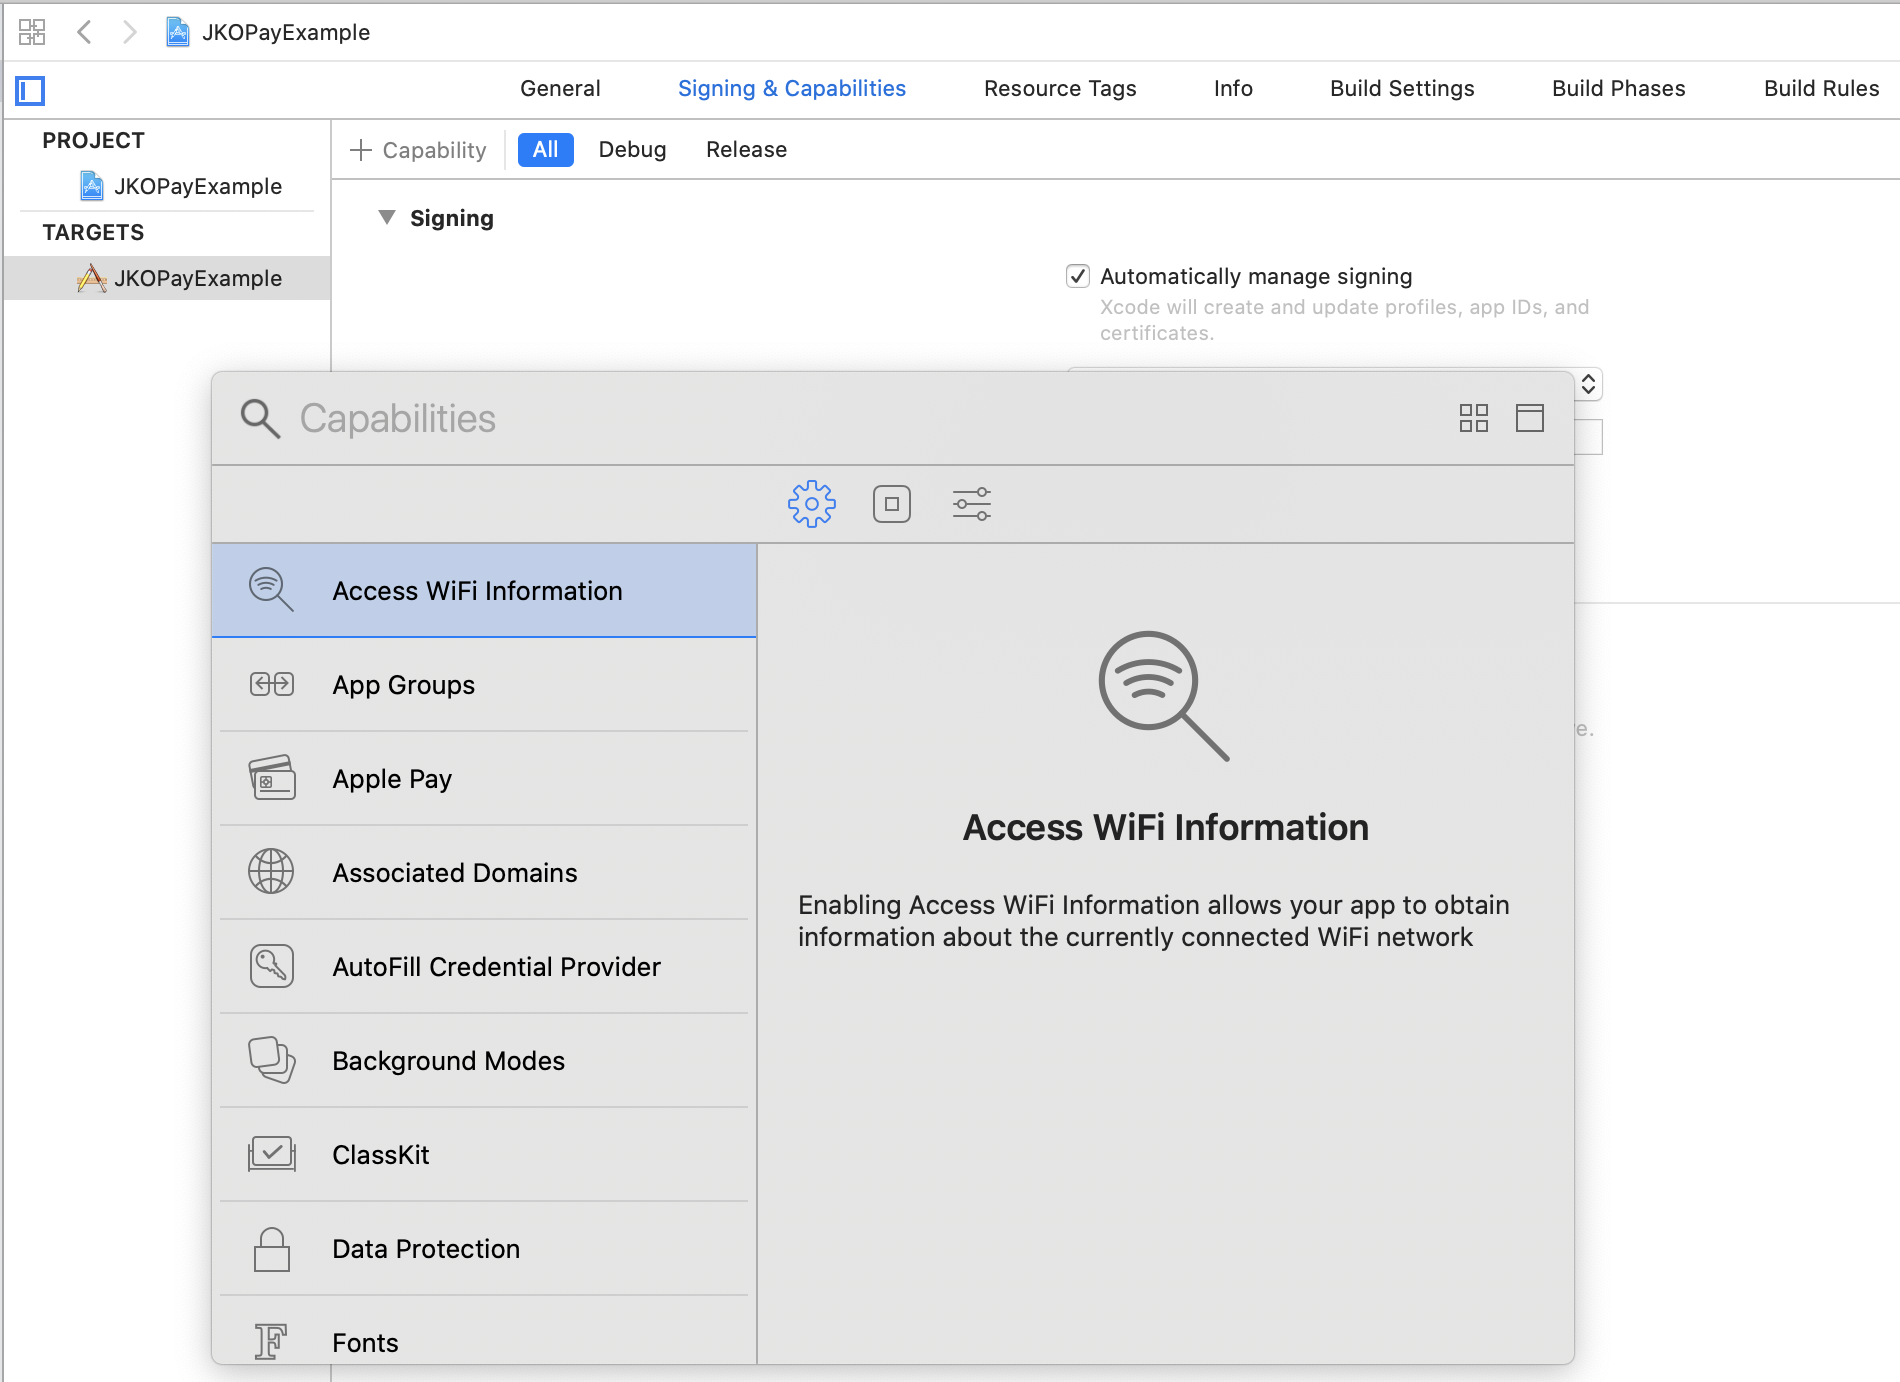 JKOPayExample
General Signing & Capabilities Resource Tags Info Build Settings Build Phases Build Rules
PROJECT
JKOPayExample
TARGETS
JKOPayExample
+ Capability All Debug Release
Signing
Automatically manage signing
Xcode will create and update profiles, app IDs, and
certificates.
Capabilities
Access WiFi Information
App Groups
Apple Pay
Associated Domains
AutoFill Credential Provider
Background Modes
ClassKit
Data Protection
Fonts
Access WiFi Information
Enabling Access WiFi Information allows your app to obtain
information about the currently connected WiFi network